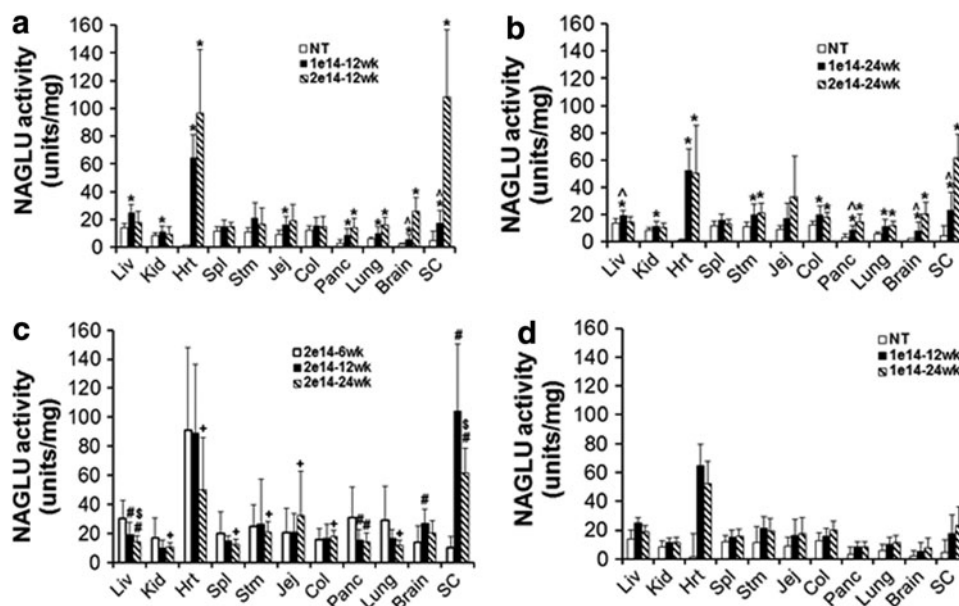 a
NAGLU activity
(units/mg)
160
140
120
100
80
60
40
20
0
NT
1e14-12wk
2e14-12wk
* * * * * * * * * ^ * * ^ * *
Liv Kid Hrt Spl Stm Jej Col Panc Lung Brain SC
b
NAGLU activity
(units/mg)
160
140
120
100
80
60
40
20
0
NT
1e14-24wk
2e14-24wk
^ * * * * * * * * ^ * * * * ^ * * ^ * *
Liv Kid Hrt Spl Stm Jej Col Panc Lung Brain SC
c
NAGLU activity
(units/mg)
160
140
120
100
80
60
40
20
0
2e14-6wk
2e14-12wk
2e14-24wk
# $ # + + + + + + # # + # # $ #
Liv Kid Hrt Spl Stm Jej Col Panc Lung Brain SC
d
NAGLU activity
(units/mg)
160
140
120
100
80
60
40
20
0
NT
1e14-12wk
1e14-24wk
Liv Kid Hrt Spl Stm Jej Col Panc Lung Brain SC